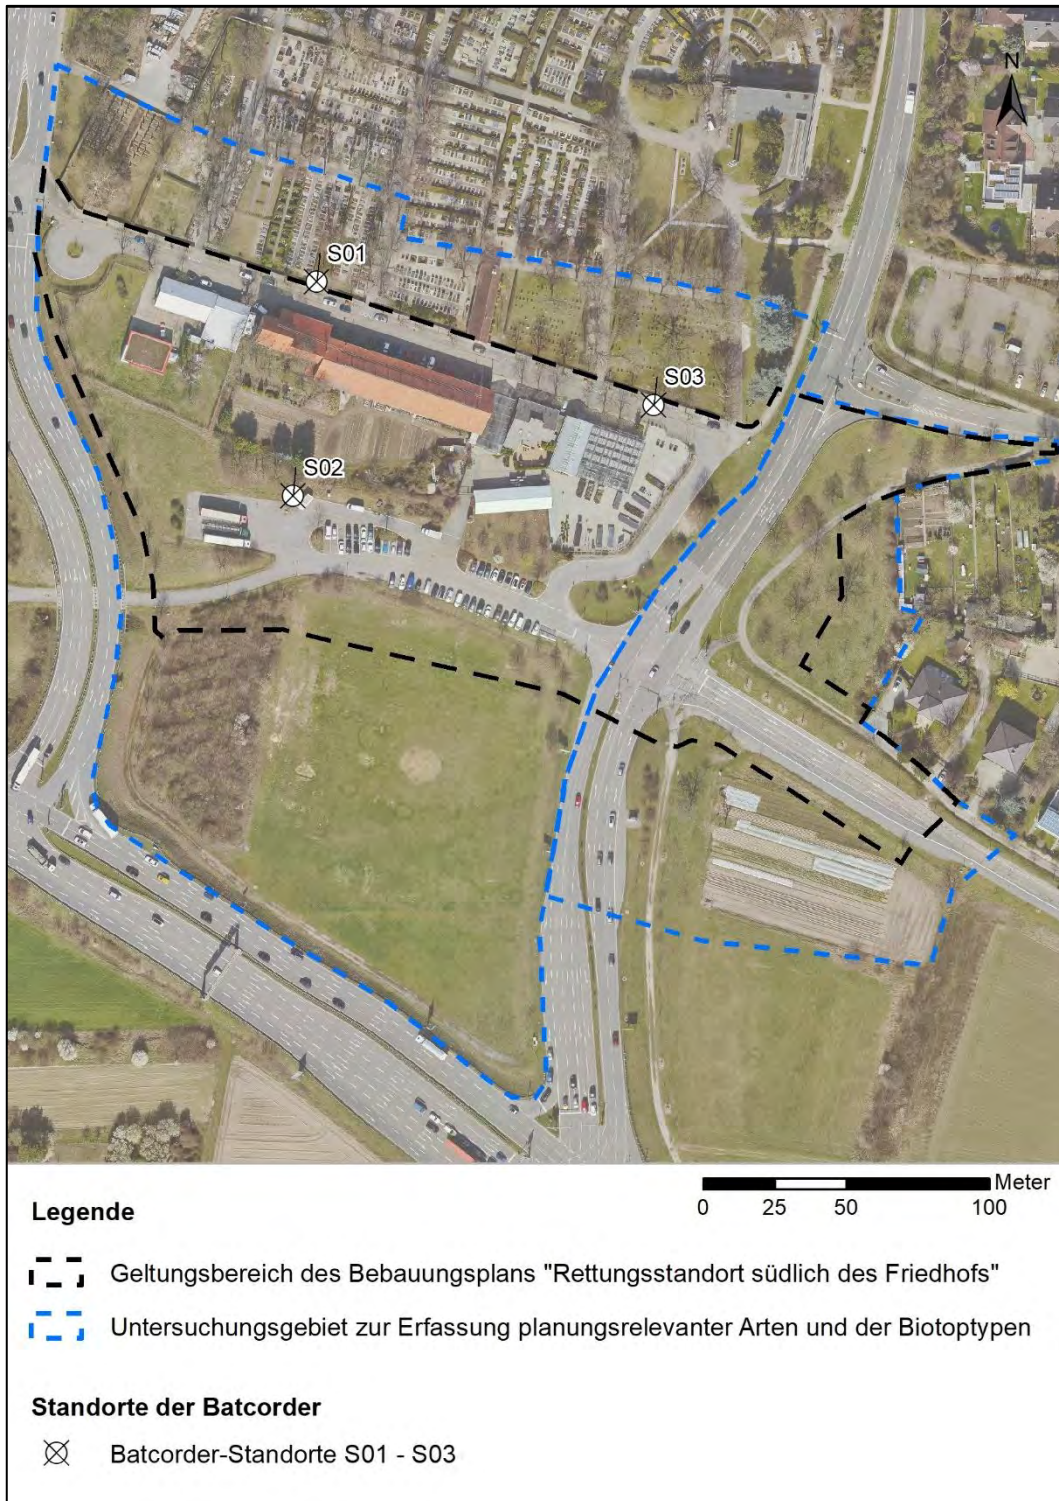 N
S01
S03
S02
Meter
0 25 50 100
Legende
Geltungsbereich des Bebauungsplans "Rettungsstandort südlich des Friedhofs"
Untersuchungsgebiet zur Erfassung planungsrelevanter Arten und der Biotoptypen
Standorte der Batcorder
Batcorder-Standorte S01 - S03